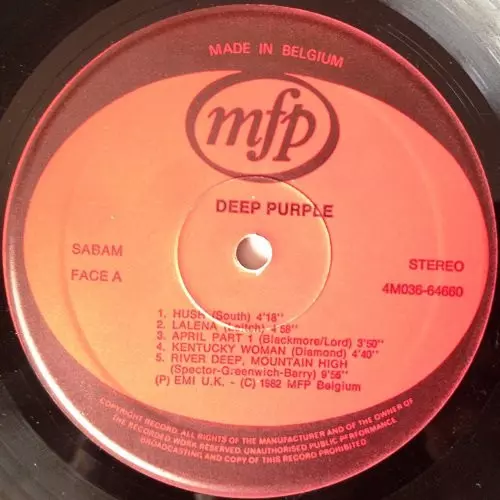 MADE IN BELGIUM
mfp
DEEP PURPLE
SABAM
FACE A
STEREO
4M036-64660
1. HUSH (South) 4'18''
2. LALENA (Leitch) 4'58''
3. APRIL PART 1 (Blackmore/Lord) 3'50''
4. KENTUCKY WOMAN (Diamond) 4'40''
5. RIVER DEEP, MOUNTAIN HIGH
(Spector-Greenwich-Barry) 9'55''
(P) EMI U.K. - (C) 1982 MFP Belgium
COPYRIGHT RECORD. ALL RIGHTS OF THE MANUFACTURER AND OF THE OWNER OF
THE RECORDED WORK RESERVED. UNAUTHORISED PUBLIC PERFORMANCE
BROADCASTING AND COPY OF THIS RECORD PROHIBITED.